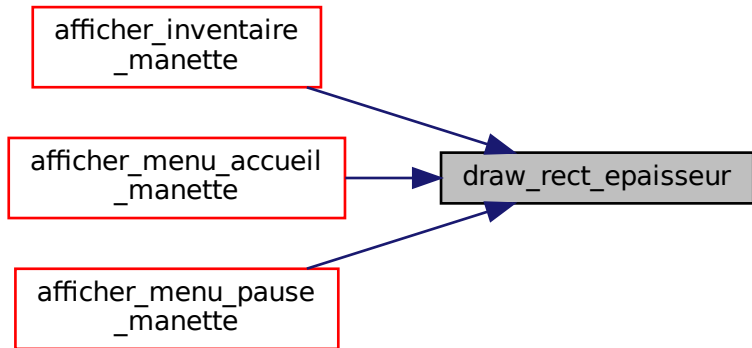 afficher_inventaire
_manette
afficher_menu_accueil
_manette
draw_rect_epaisseur
afficher_menu_pause
_manette